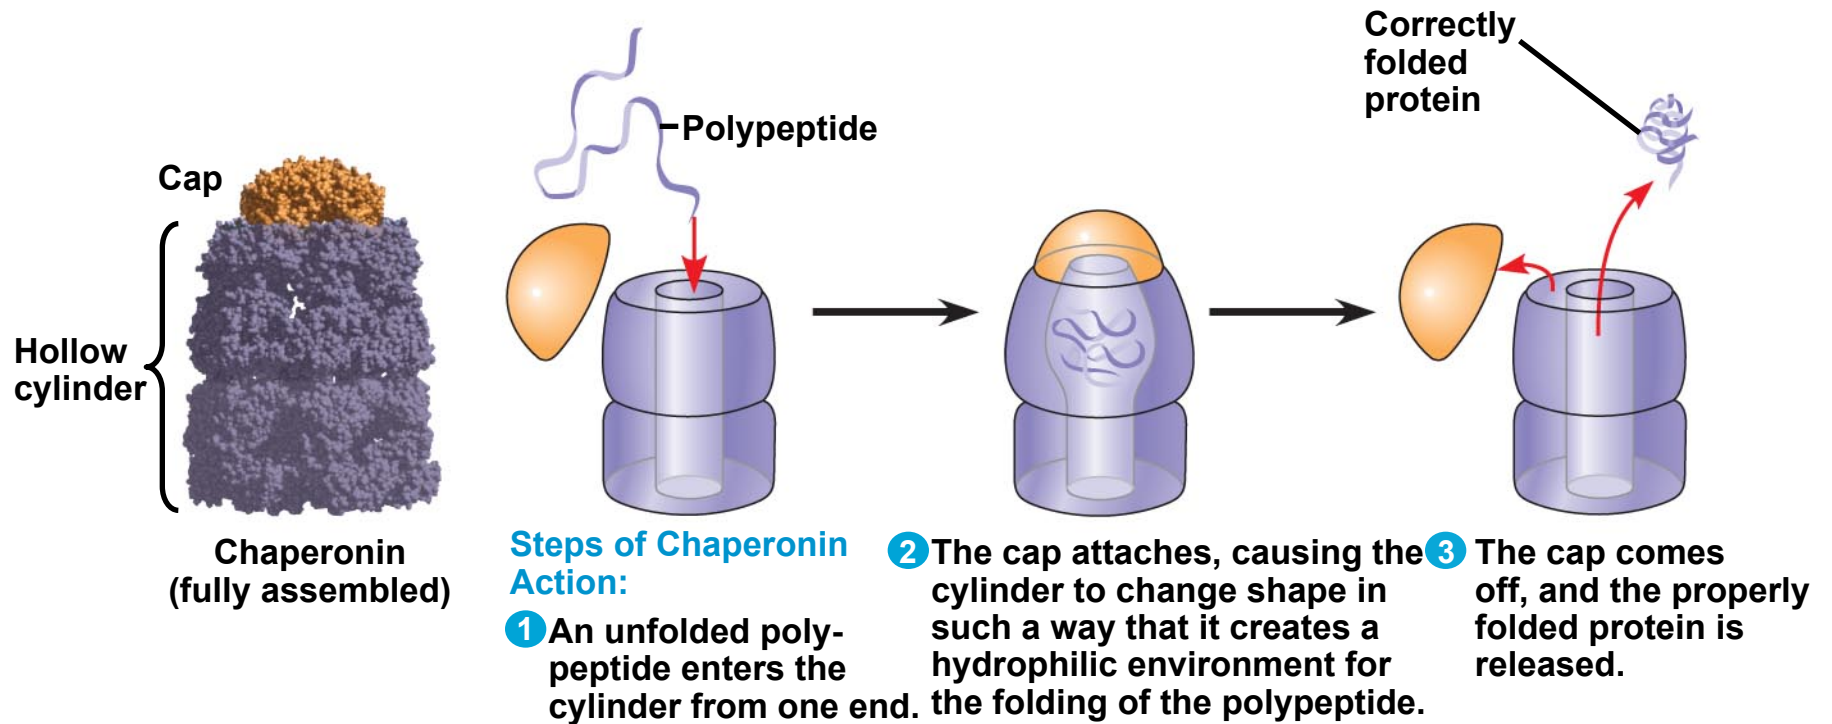 Cap
Hollow
cylinder
Chaperonin
(fully assembled)
Polypeptide
Correctly
folded
protein
Steps of Chaperonin
Action:
1 An unfolded poly-
peptide enters the
cylinder from one end.
2 The cap attaches, causing the
cylinder to change shape in
such a way that it creates a
hydrophilic environment for
the folding of the polypeptide.
3 The cap comes
off, and the properly
folded protein is
released.